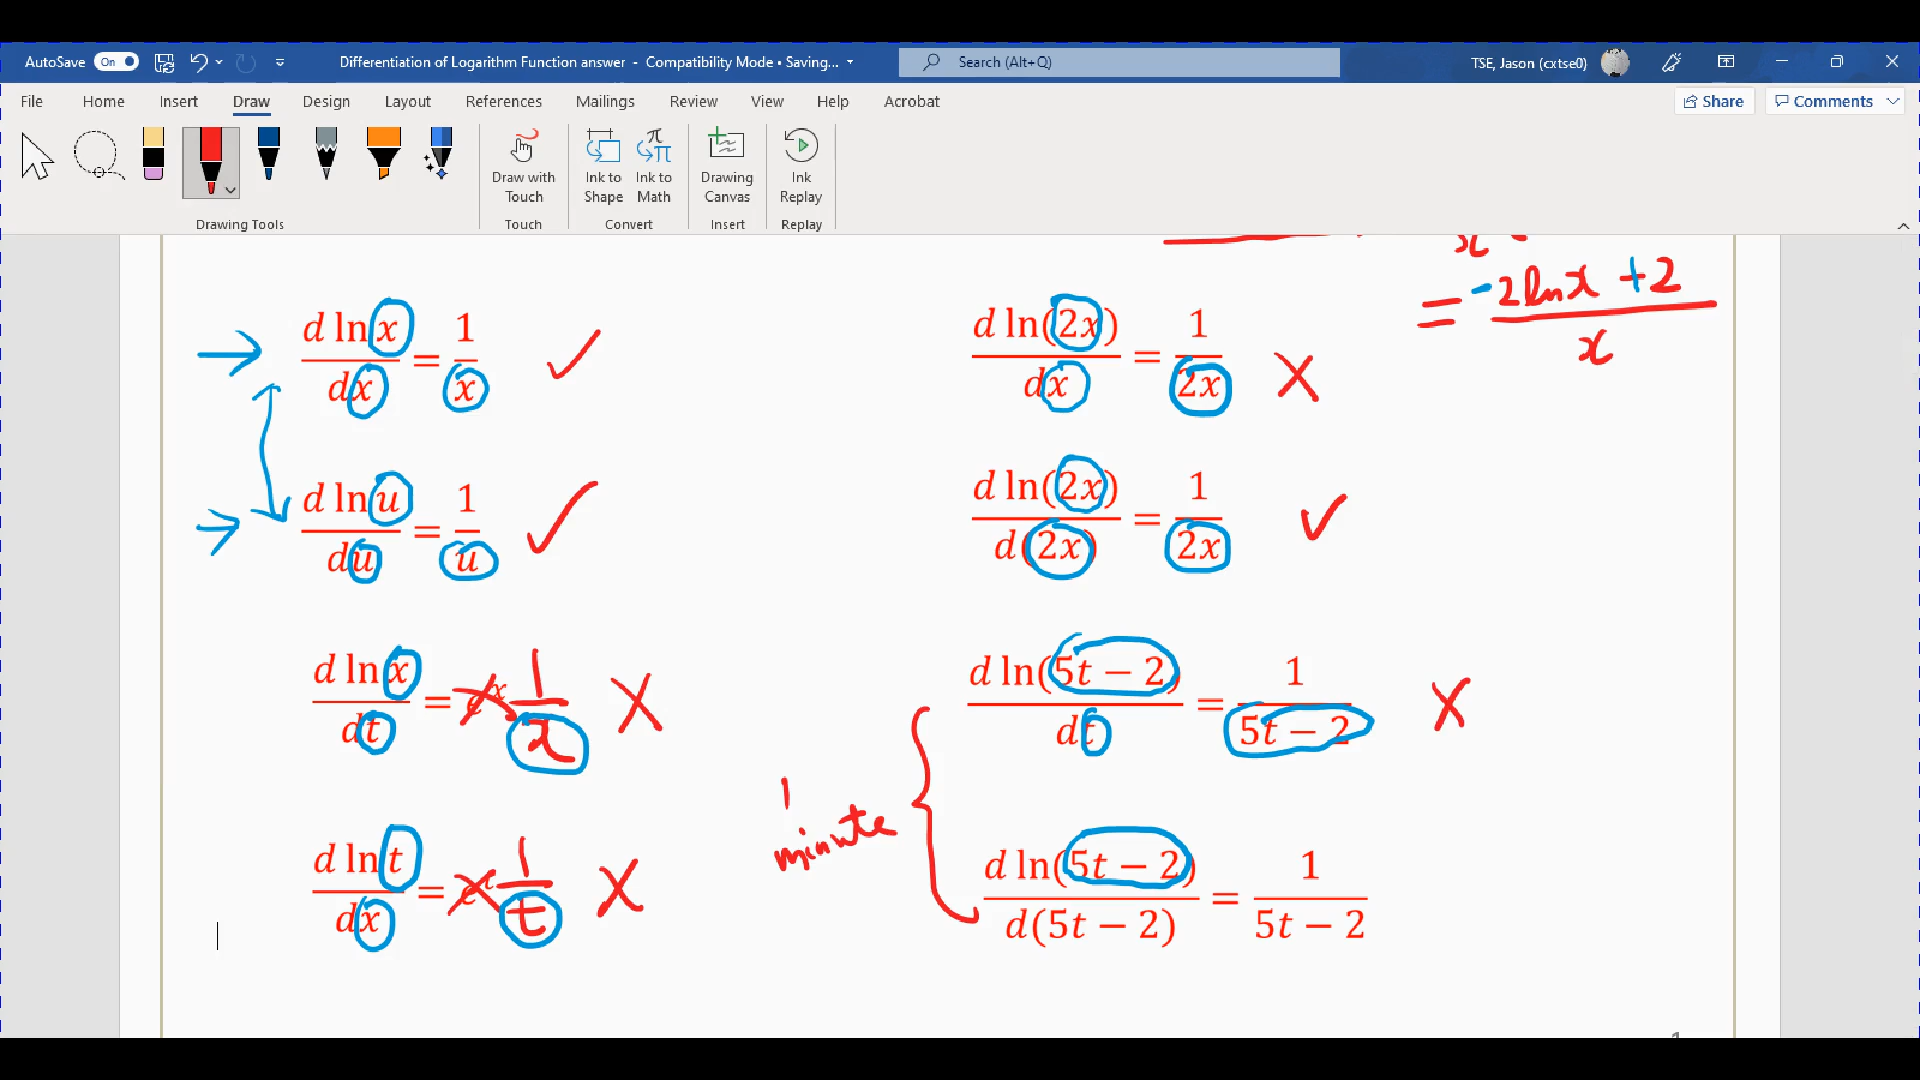 AutoSave On Differentiation of Logarithm Function answer - Compatibility Mode • Saving... Search (Alt+Q) TSE, Jason (cxtse0)
File Home Insert Draw Design Layout References Mailings Review View Help Acrobat Share Comments
Draw with Touch
Ink to Shape
Ink to Math
Drawing Canvas
Ink Replay
Drawing Tools Touch Convert Insert Replay
= (-2 ln x + 2) / x
d ln x / dx = 1 / x ✓
d ln(2x) / dx = 1 / 2x X
d ln u / du = 1 / u ✓
d ln(2x) / d(2x) = 1 / 2x ✓
d ln x / dt = 1 / x X
d ln(5t − 2) / dt = 1 / 5t − 2 X
1
minute
d ln t / dx = 1 / t X
d ln(5t − 2) / d(5t − 2) = 1 / 5t − 2